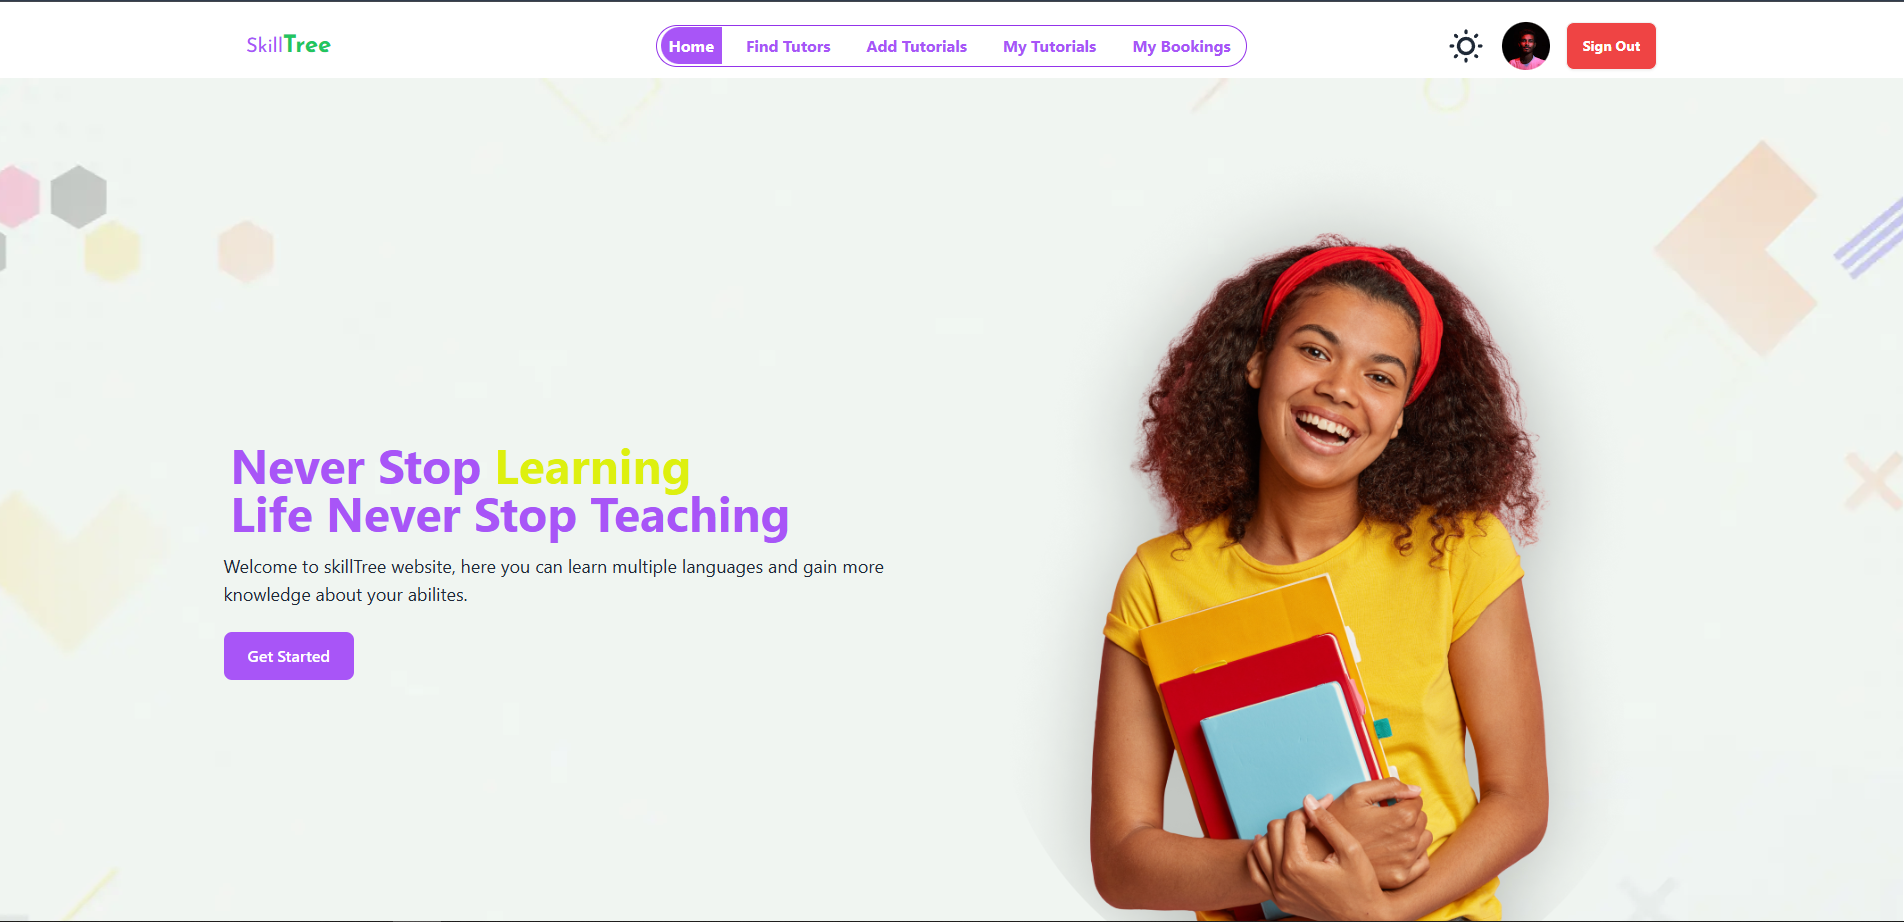 SkillTree
Home Find Tutors Add Tutorials My Tutorials My Bookings
Sign Out
Never Stop Learning
Life Never Stop Teaching
Welcome to skillTree website, here you can learn multiple languages and gain more
knowledge about your abilites.
Get Started